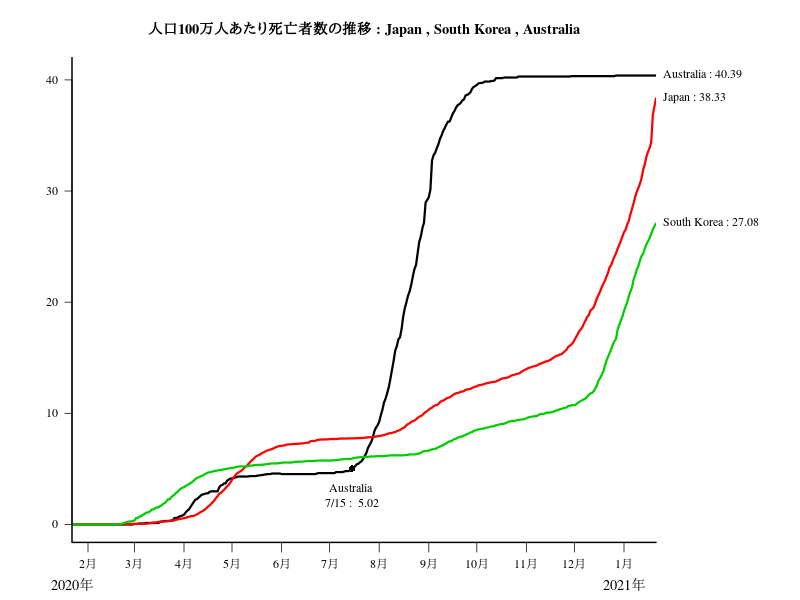 人口100万人あたり死亡者数の推移 : Japan , South Korea , Australia
40
30
20
10
0
Australia : 40.39
Japan : 38.33
South Korea : 27.08
Australia
7/15 : 5.02
2月 3月 4月 5月 6月 7月 8月 9月 10月 11月 12月 1月
2020年 2021年